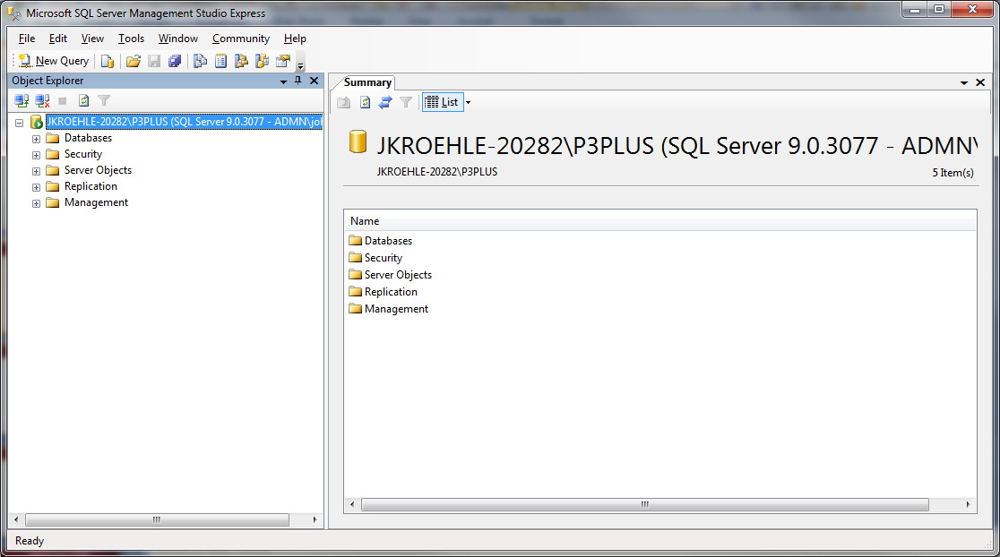 Microsoft SQL Server Management Studio Express
File Edit View Tools Window Community Help
New Query
Object Explorer
JKROEHLE-20282\P3PLUS (SQL Server 9.0.3077 - ADMN\jo
Databases
Security
Server Objects
Replication
Management
Summary
List
JKROEHLE-20282\P3PLUS (SQL Server 9.0.3077 - ADMN\
JKROEHLE-20282\P3PLUS
5 Item(s)
Name
Databases
Security
Server Objects
Replication
Management
Ready